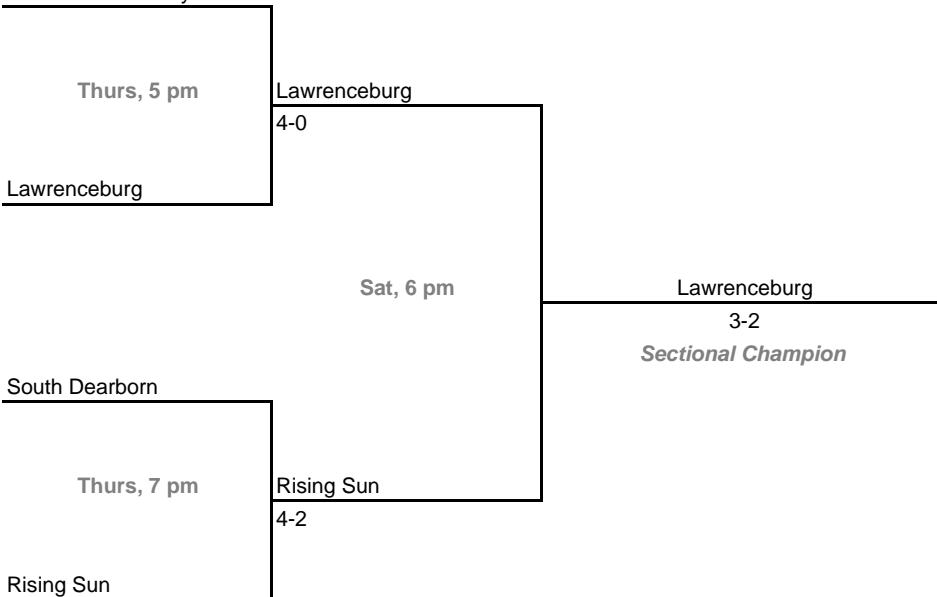 Thurs, 5 pm
Lawrenceburg
4-0
Lawrenceburg
Sat, 6 pm
Lawrenceburg
3-2
Sectional Champion
South Dearborn
Thurs, 7 pm
Rising Sun
4-2
Rising Sun